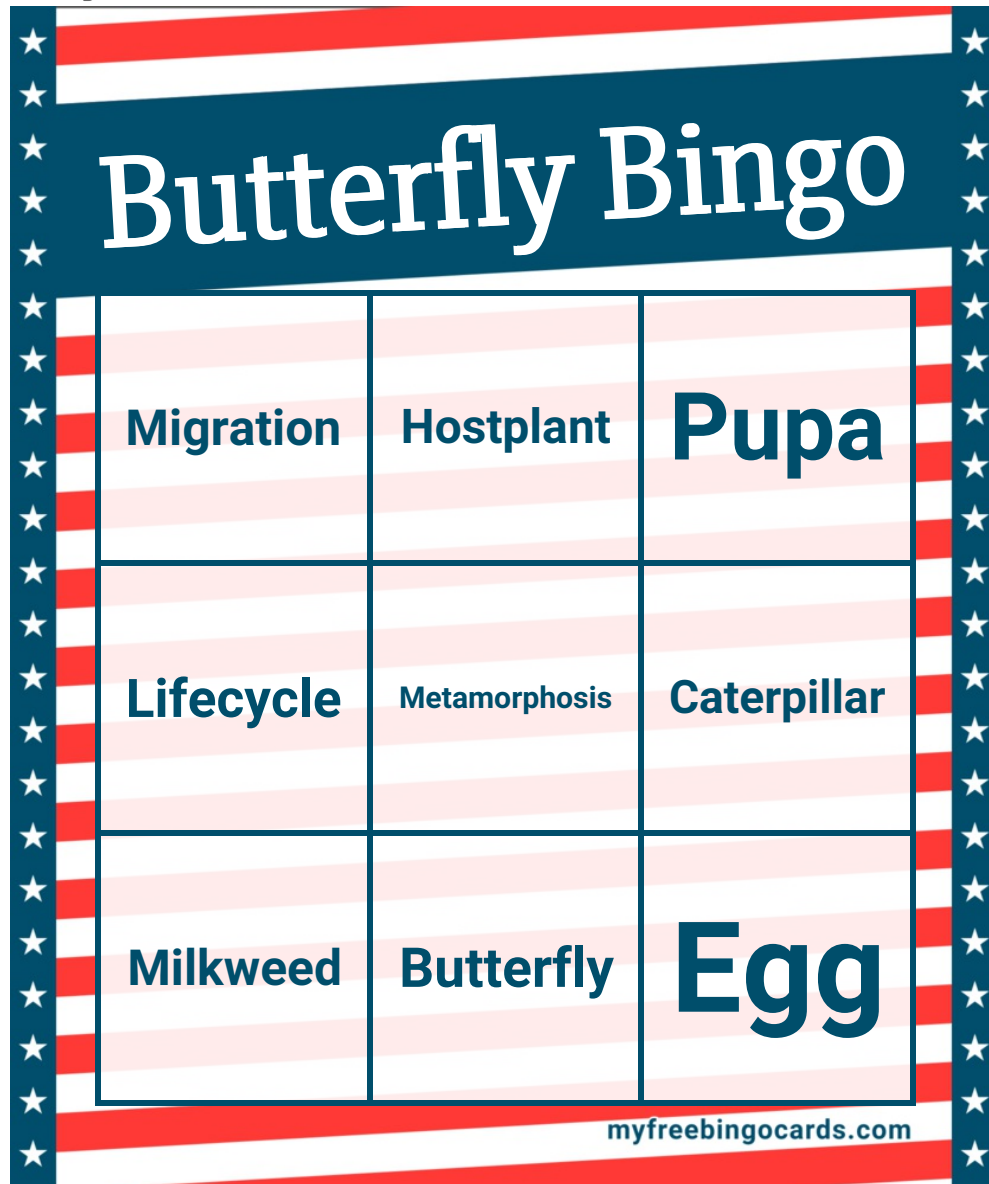 Butterfly Bingo
Migration Hostplant Pupa
Lifecycle Metamorphosis Caterpillar
Milkweed Butterfly Egg
myfreebingocards.com